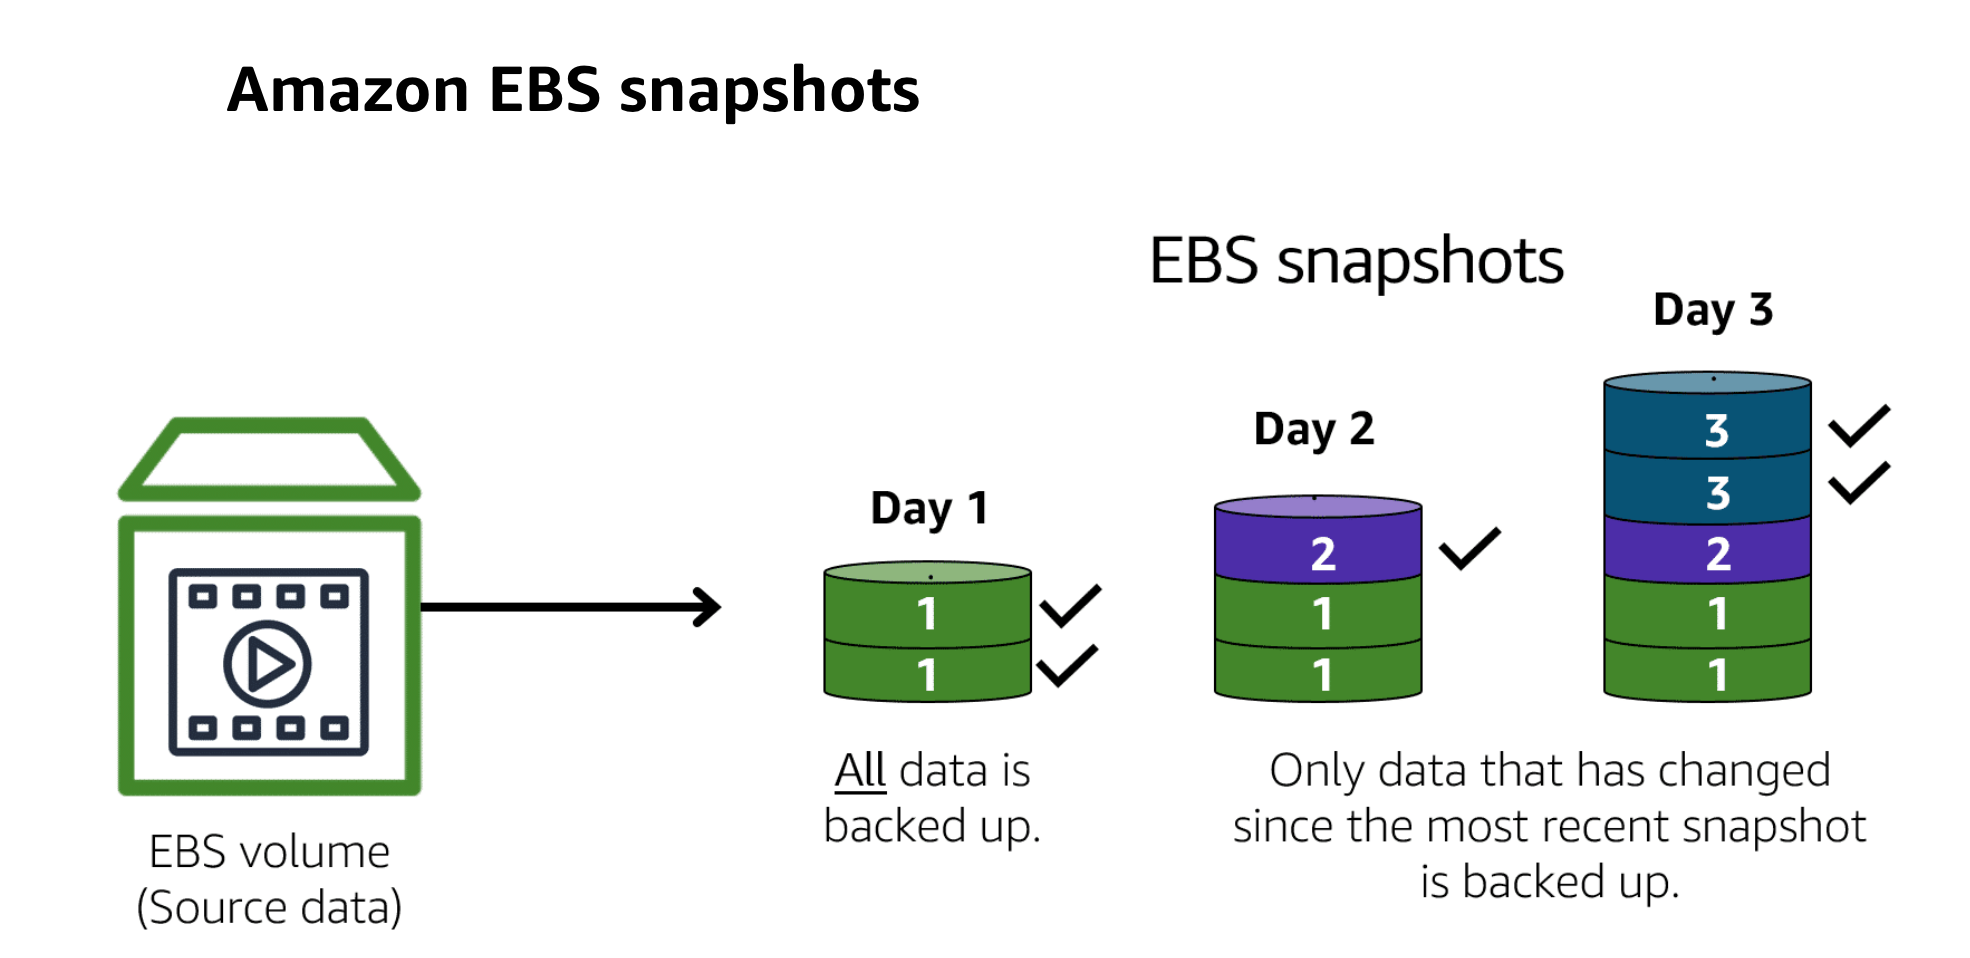 Amazon EBS snapshots
EBS snapshots
Day 3
Day 2
Day 1
3
3
2
1
1
2
1
1
1
1
All data is
backed up.
Only data that has changed
since the most recent snapshot
is backed up.
EBS volume
(Source data)